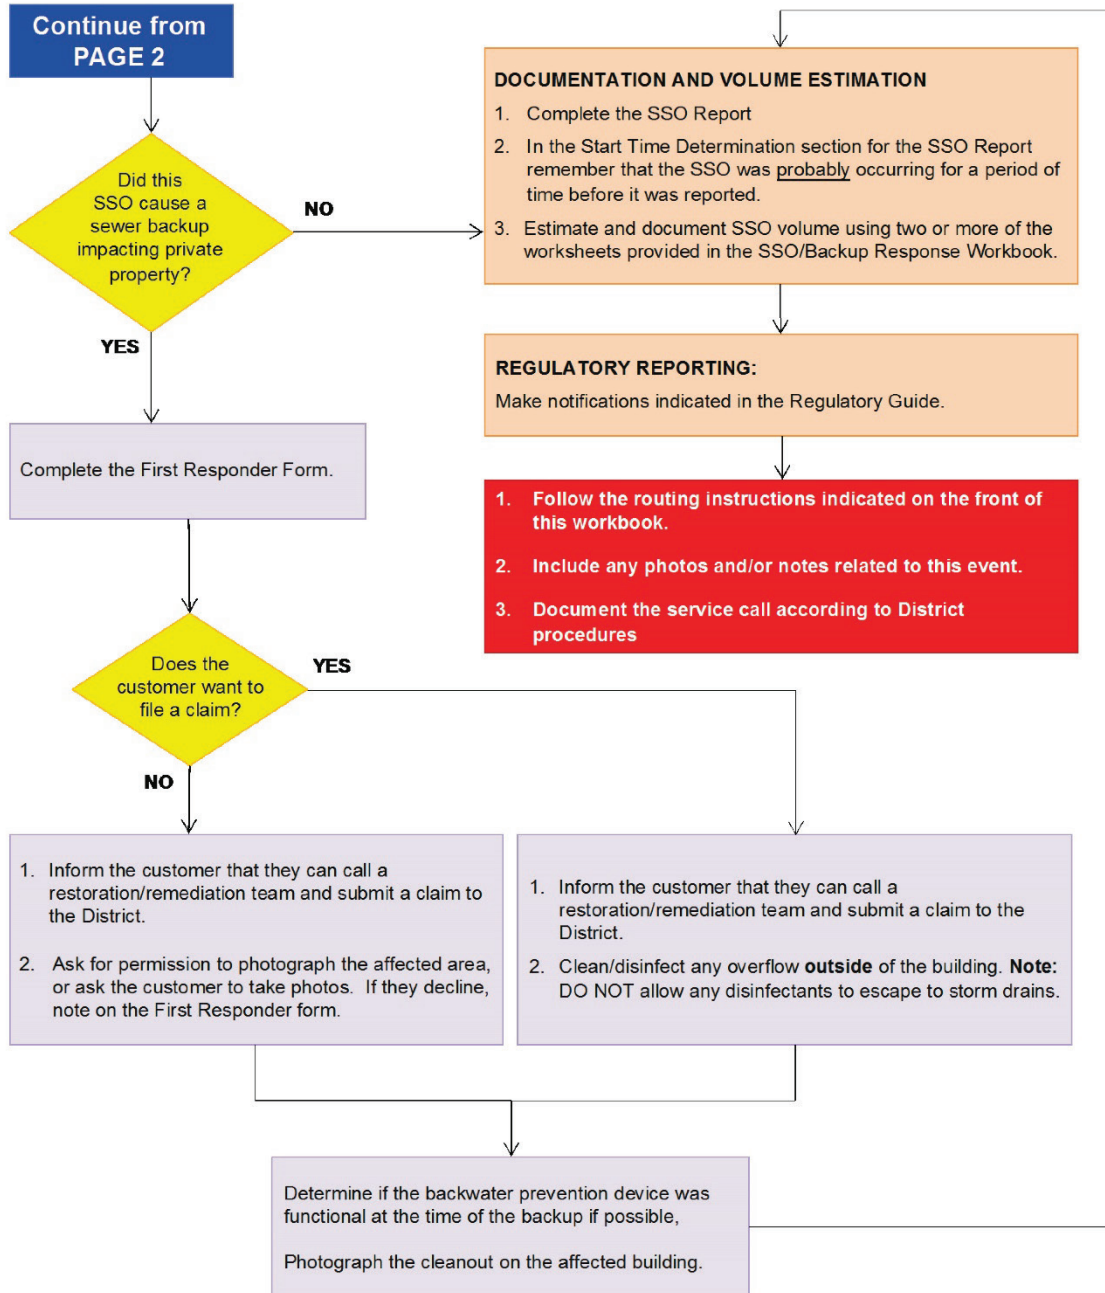 Continue from
PAGE 2
Did this
SSO cause a
sewer backup
impacting private
property?
NO
YES
DOCUMENTATION AND VOLUME ESTIMATION
1. Complete the SSO Report
2. In the Start Time Determination section for the SSO Report
remember that the SSO was probably occurring for a period of
time before it was reported.
3. Estimate and document SSO volume using two or more of the
worksheets provided in the SSO/Backup Response Workbook.
REGULATORY REPORTING:
Make notifications indicated in the Regulatory Guide.
1. Follow the routing instructions indicated on the front of
this workbook.
2. Include any photos and/or notes related to this event.
3. Document the service call according to District
procedures
Complete the First Responder Form.
Does the
customer want to
file a claim?
YES
NO
1. Inform the customer that they can call a
restoration/remediation team and submit a claim to
the District.
2. Ask for permission to photograph the affected area,
or ask the customer to take photos. If they decline,
note on the First Responder form.
1. Inform the customer that they can call a
restoration/remediation team and submit a claim to the
District.
2. Clean/disinfect any overflow outside of the building. Note:
DO NOT allow any disinfectants to escape to storm drains.
Determine if the backwater prevention device was
functional at the time of the backup if possible,
Photograph the cleanout on the affected building.